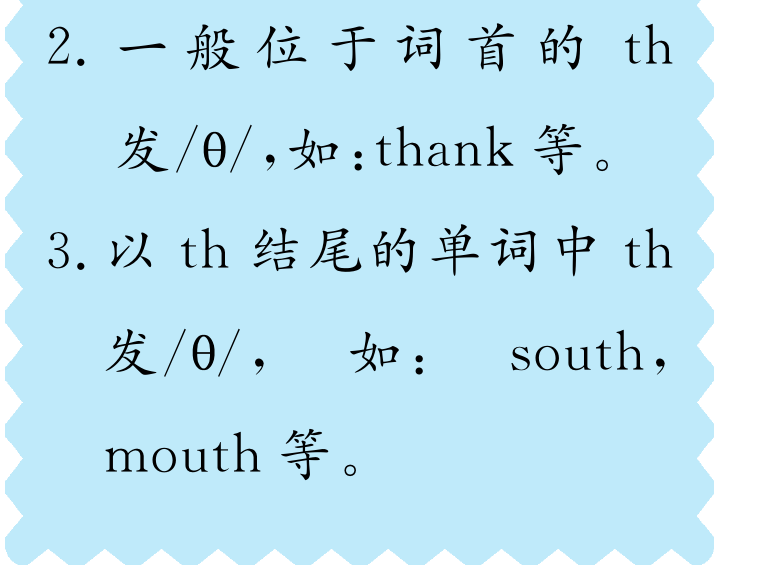 2. 一般位于词首的 th
发/θ/,如:thank 等。
3. 以 th 结尾的单词中 th
发/θ/, 如: south,
mouth 等。